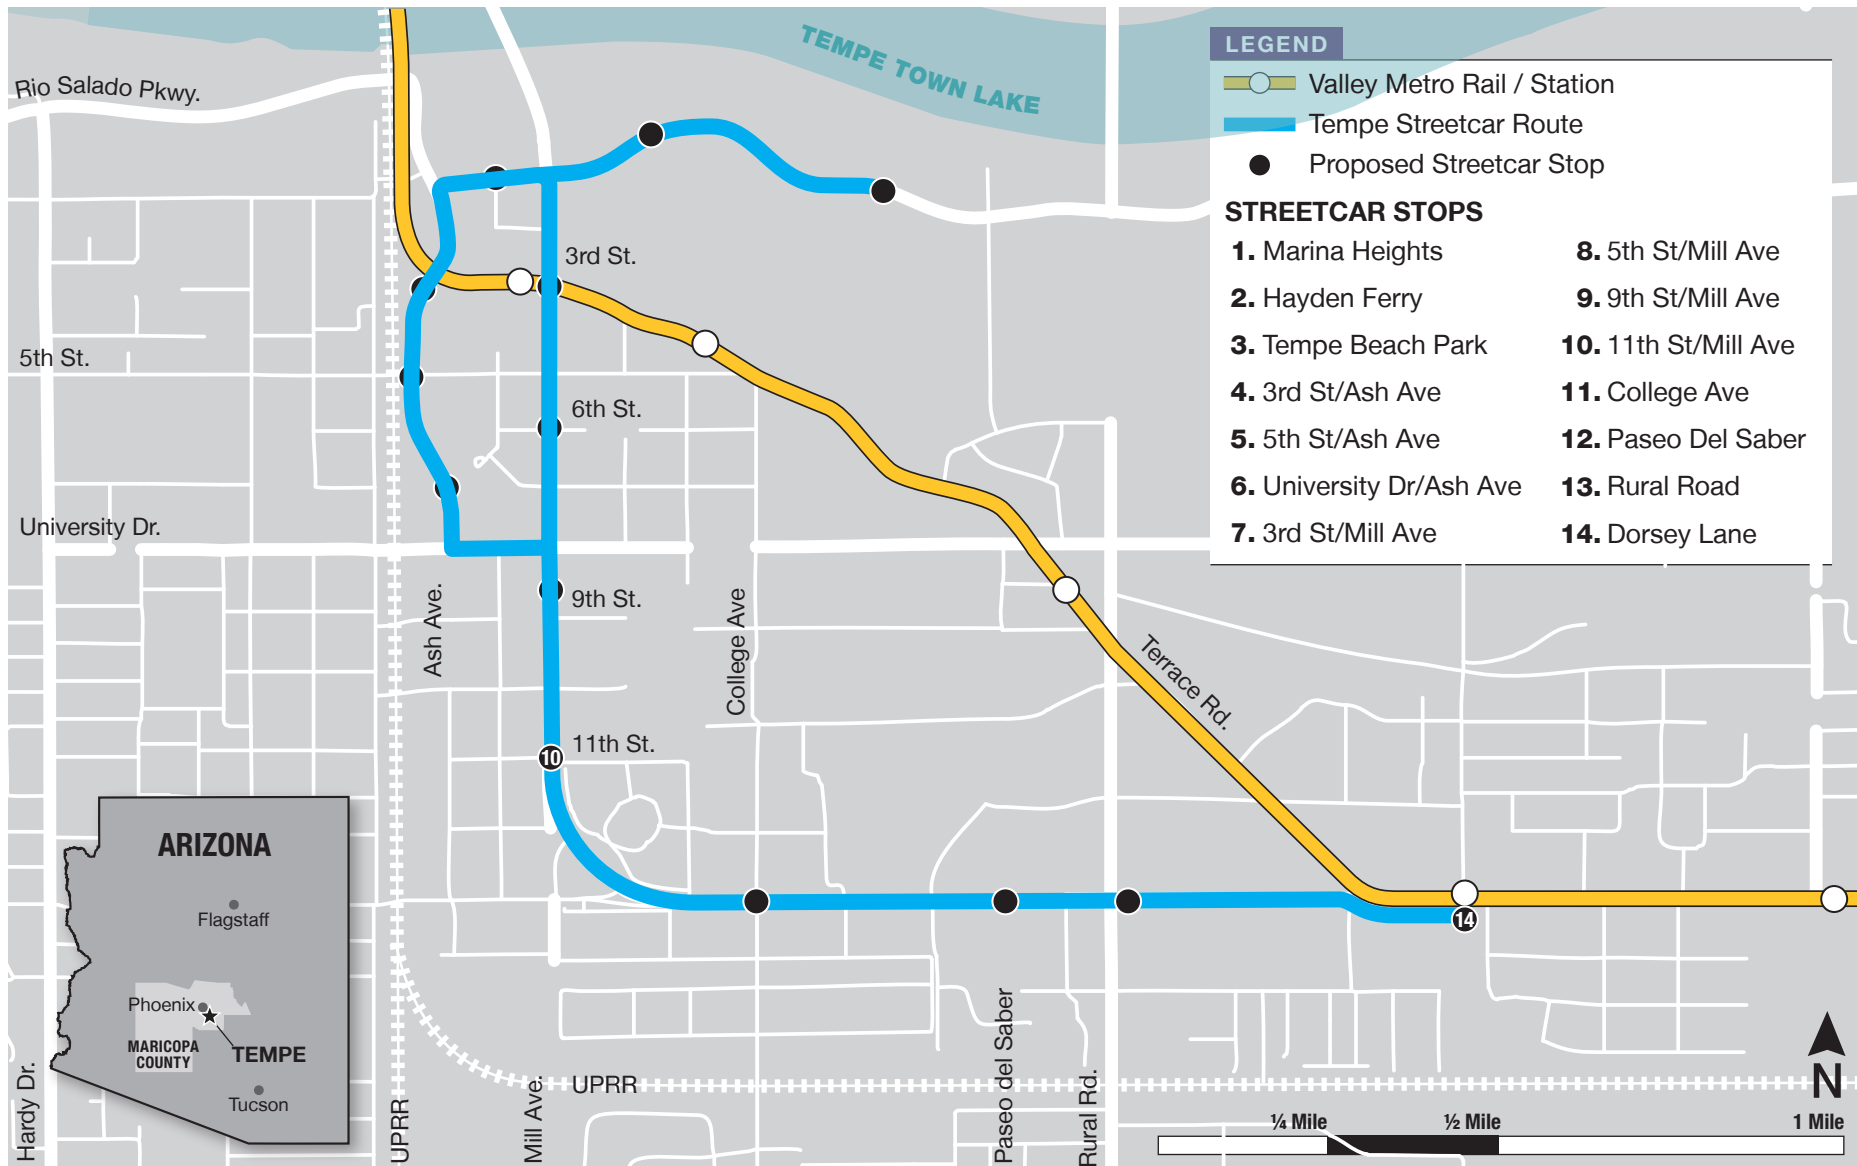 TEMPE TOWN LAKE
Rio Salado Pkwy.
LEGEND
Valley Metro Rail / Station
Tempe Streetcar Route
Proposed Streetcar Stop
STREETCAR STOPS
1. Marina Heights
2. Hayden Ferry
3. Tempe Beach Park
4. 3rd St/Ash Ave
5. 5th St/Ash Ave
6. University Dr/Ash Ave
7. 3rd St/Mill Ave
8. 5th St/Mill Ave
9. 9th St/Mill Ave
10. 11th St/Mill Ave
11. College Ave
12. Paseo Del Saber
13. Rural Road
14. Dorsey Lane
3rd St.
5th St.
6th St.
University Dr.
9th St.
Ash Ave.
College Ave
Terrace Rd.
11th St.
10
14
ARIZONA
Flagstaff
Phoenix
MARICOPA
COUNTY
TEMPE
Tucson
Hardy Dr.
UPRR
Mill Ave.
UPRR
Paseo del Saber
Rural Rd.
N
¼ Mile
½ Mile
1 Mile